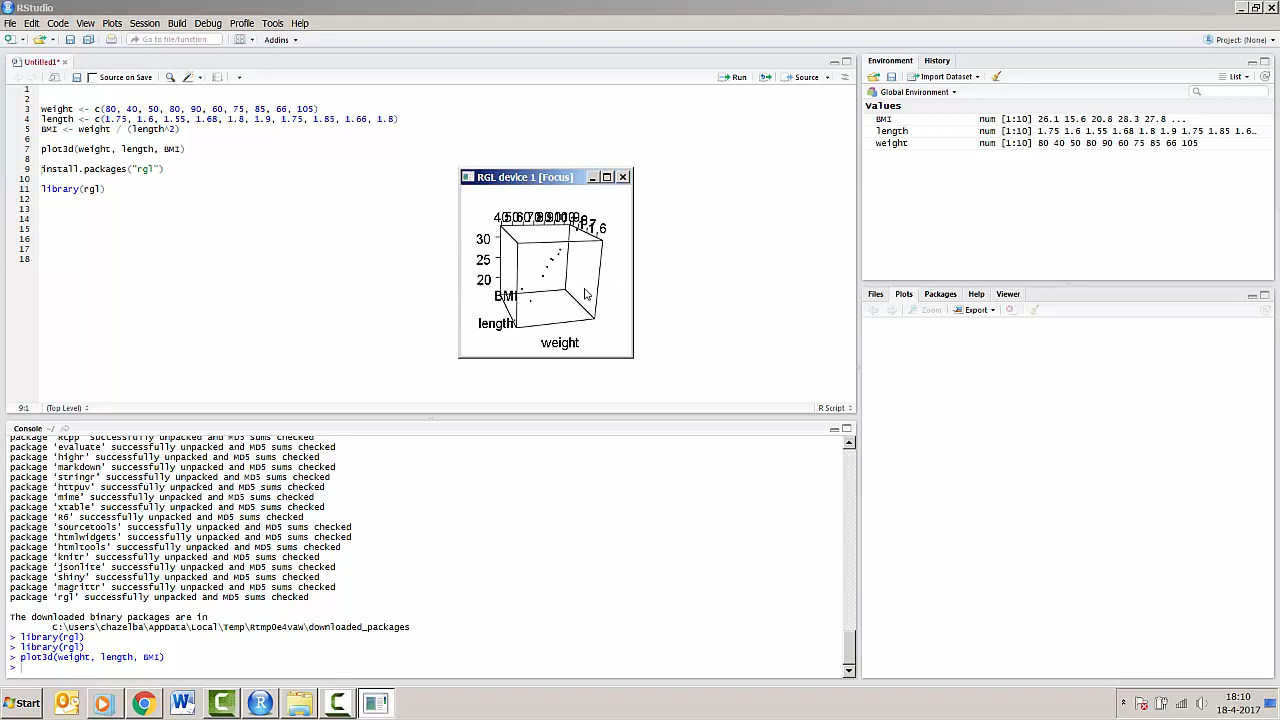 RStudio
File Edit Code View Plots Session Build Debug Profile Tools Help
Go to file/function Addins Project: (None)
Untitled1*
Source on Save Run Source
1
2
3 weight <- c(80, 40, 50, 80, 90, 60, 75, 85, 66, 105)
4 length <- c(1.75, 1.6, 1.55, 1.68, 1.8, 1.9, 1.75, 1.85, 1.66, 1.8)
5 BMI <- weight / (length^2)
6
7 plot3d(weight, length, BMI)
8
9 install.packages("rgl")
10
11 library(rgl)
12
13
14
15
16
17
18
9:1 (Top Level) R Script
RGL device 1 [Focus]
30
25
20
BMI
length
weight
Console ~/
package 'Rcpp' successfully unpacked and MD5 sums checked
package 'evaluate' successfully unpacked and MD5 sums checked
package 'highr' successfully unpacked and MD5 sums checked
package 'markdown' successfully unpacked and MD5 sums checked
package 'stringr' successfully unpacked and MD5 sums checked
package 'httpuv' successfully unpacked and MD5 sums checked
package 'mime' successfully unpacked and MD5 sums checked
package 'xtable' successfully unpacked and MD5 sums checked
package 'R6' successfully unpacked and MD5 sums checked
package 'sourcetools' successfully unpacked and MD5 sums checked
package 'htmlwidgets' successfully unpacked and MD5 sums checked
package 'htmltools' successfully unpacked and MD5 sums checked
package 'knitr' successfully unpacked and MD5 sums checked
package 'jsonlite' successfully unpacked and MD5 sums checked
package 'shiny' successfully unpacked and MD5 sums checked
package 'magrittr' successfully unpacked and MD5 sums checked
package 'rgl' successfully unpacked and MD5 sums checked
The downloaded binary packages are in
C:\Users\chazelba\AppData\Local\Temp\RtmpOe4vaW\downloaded_packages
> library(rgl)
> library(rgl)
> plot3d(weight, length, BMI)
>
Environment History
Import Dataset List
Global Environment
Values
BMI num [1:10] 26.1 15.6 20.8 28.3 27.8 ...
length num [1:10] 1.75 1.6 1.55 1.68 1.8 1.9 1.75 1.85 1.6…
weight num [1:10] 80 40 50 80 90 60 75 85 66 105
Files Plots Packages Help Viewer
Zoom Export
Start
18:10
18-4-2017